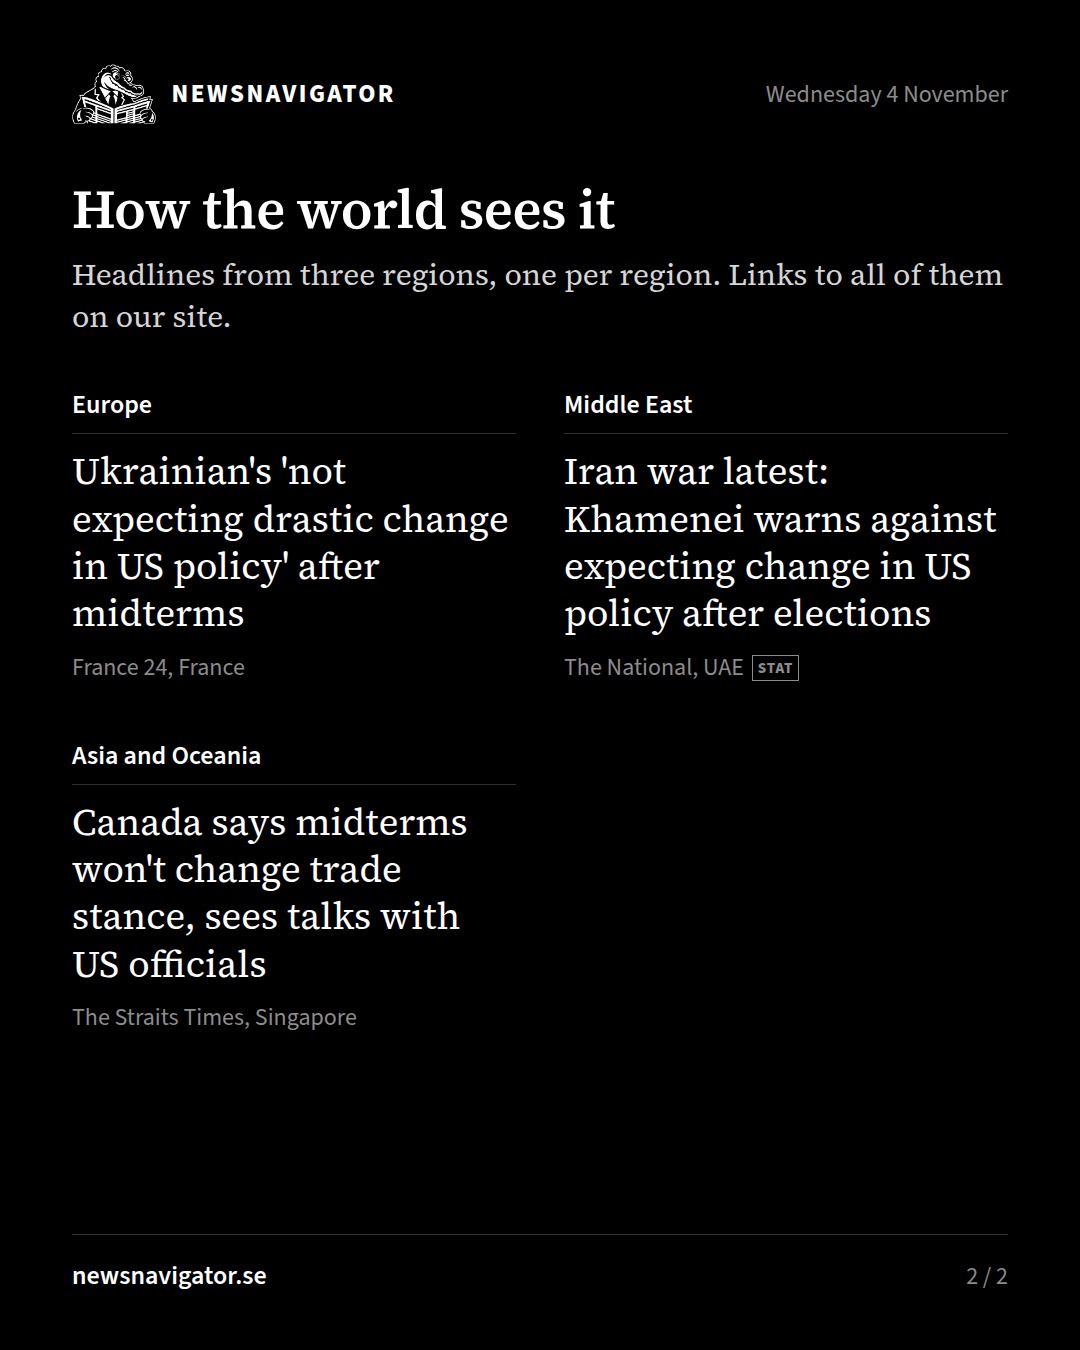 NEWSNAVIGATOR
Wednesday 4 November
How the world sees it
Headlines from three regions, one per region. Links to all of them
on our site.
Europe
Ukrainian's 'not
expecting drastic change
in US policy' after
midterms
France 24, France
Middle East
Iran war latest:
Khamenei warns against
expecting change in US
policy after elections
The National, UAE STAT
Asia and Oceania
Canada says midterms
won't change trade
stance, sees talks with
US officials
The Straits Times, Singapore
newsnavigator.se
2 / 2